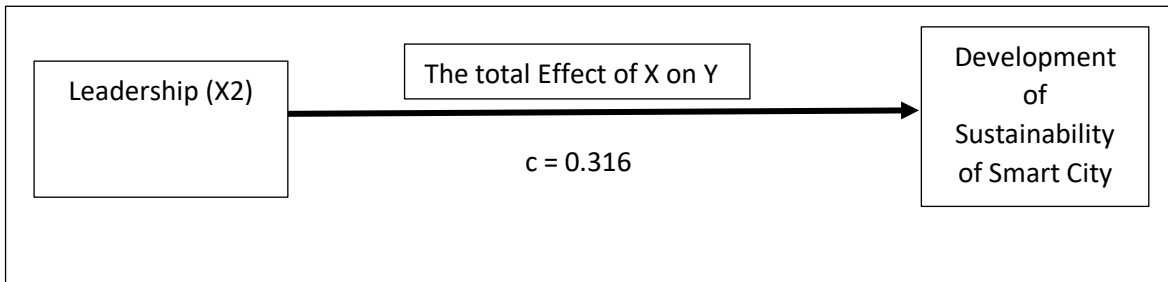 Leadership (X2)
The total Effect of X on Y
c = 0.316
Development
of
Sustainability
of Smart City